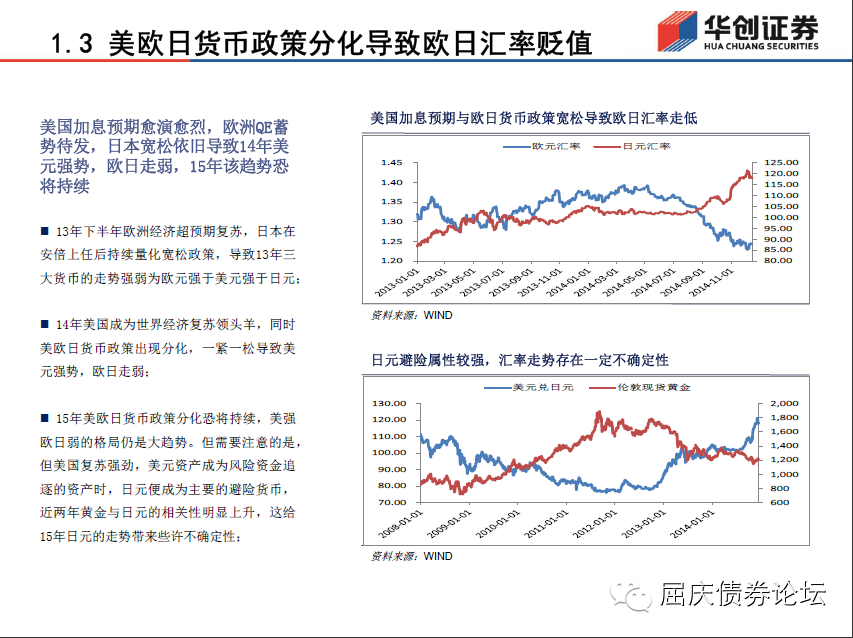 1.3 美欧日货币政策分化导致欧日汇率贬值
华创证券
HUA CHUANG SECURITIES
美国加息预期愈演愈烈，欧洲QE蓄
势待发，日本宽松依旧导致14年美
元强势，欧日走弱，15年该趋势恐
将持续
■ 13年下半年欧洲经济超预期复苏，日本在
安倍上任后持续量化宽松政策，导致13年三
大货币的走势强弱为欧元强于美元强于日元；
■ 14年美国成为世界经济复苏领头羊，同时
美欧日货币政策出现分化，一紧一松导致美
元强势，欧日走弱；
■ 15年美欧日货币政策分化恐将持续，美强
欧日弱的格局仍是大趋势。但需要注意的是，
但美国复苏强劲，美元资产成为风险资金追
逐的资产时，日元便成为主要的避险货币，
近两年黄金与日元的相关性明显上升，这给
15年日元的走势带来些许不确定性；
美国加息预期与欧日货币政策宽松导致欧日汇率走低
欧元汇率 日元汇率
1.45
1.40
1.35
1.30
1.25
1.20
125.00
120.00
115.00
110.00
105.00
100.00
95.00
90.00
85.00
80.00
2013-01-01 2013-03-01 2013-05-01 2013-07-01 2013-09-01 2013-11-01 2014-01-01 2014-03-01 2014-05-01 2014-07-01 2014-09-01 2014-11-01
资料来源：WIND
日元避险属性较强，汇率走势存在一定不确定性
美元兑日元 伦敦现货黄金
130.00
120.00
110.00
100.00
90.00
80.00
70.00
2,000
1,800
1,600
1,400
1,200
1,000
800
600
2008-01-01 2009-01-01 2010-01-01 2011-01-01 2012-01-01 2013-01-01 2014-01-01
资料来源：WIND
屈庆债券论坛